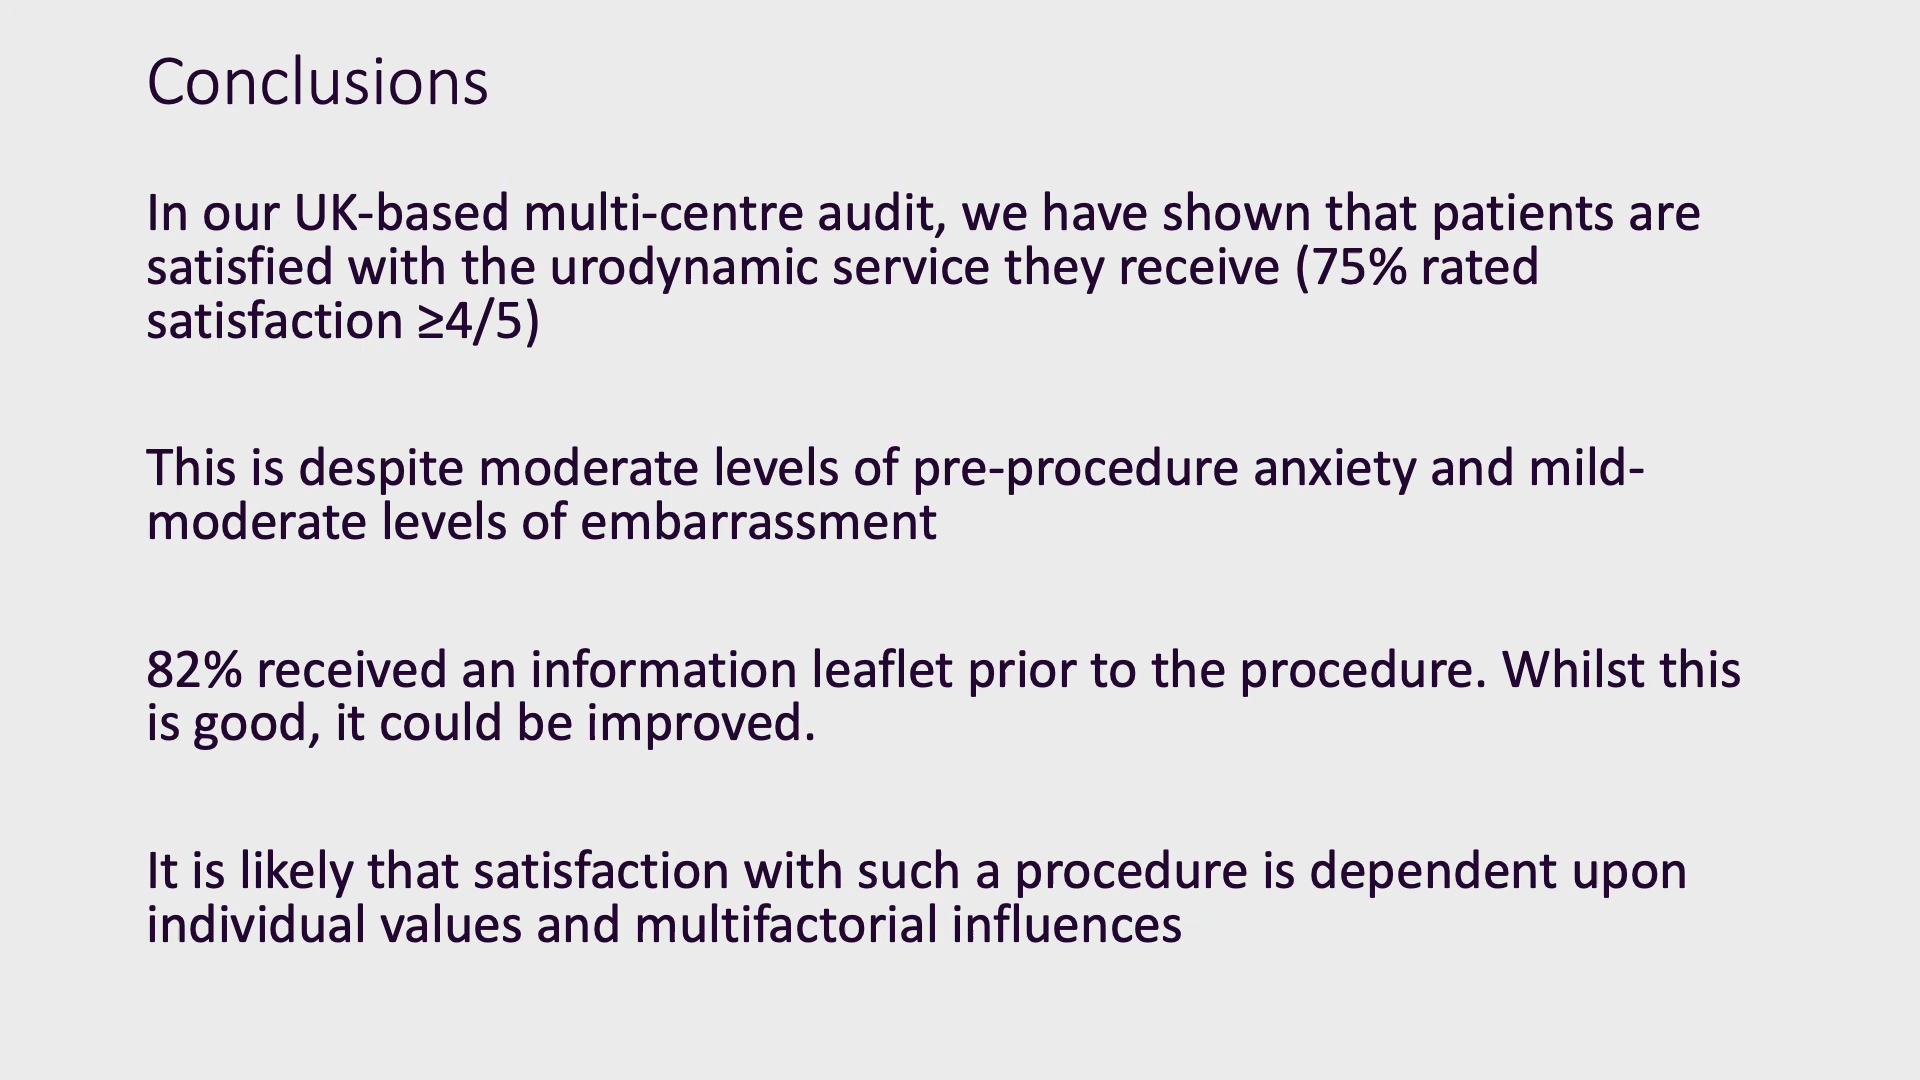 Conclusions
In our UK-based multi-centre audit, we have shown that patients are
satisfied with the urodynamic service they receive (75% rated
satisfaction ≥4/5)
This is despite moderate levels of pre-procedure anxiety and mild-
moderate levels of embarrassment
82% received an information leaflet prior to the procedure. Whilst this
is good, it could be improved.
It is likely that satisfaction with such a procedure is dependent upon
individual values and multifactorial influences